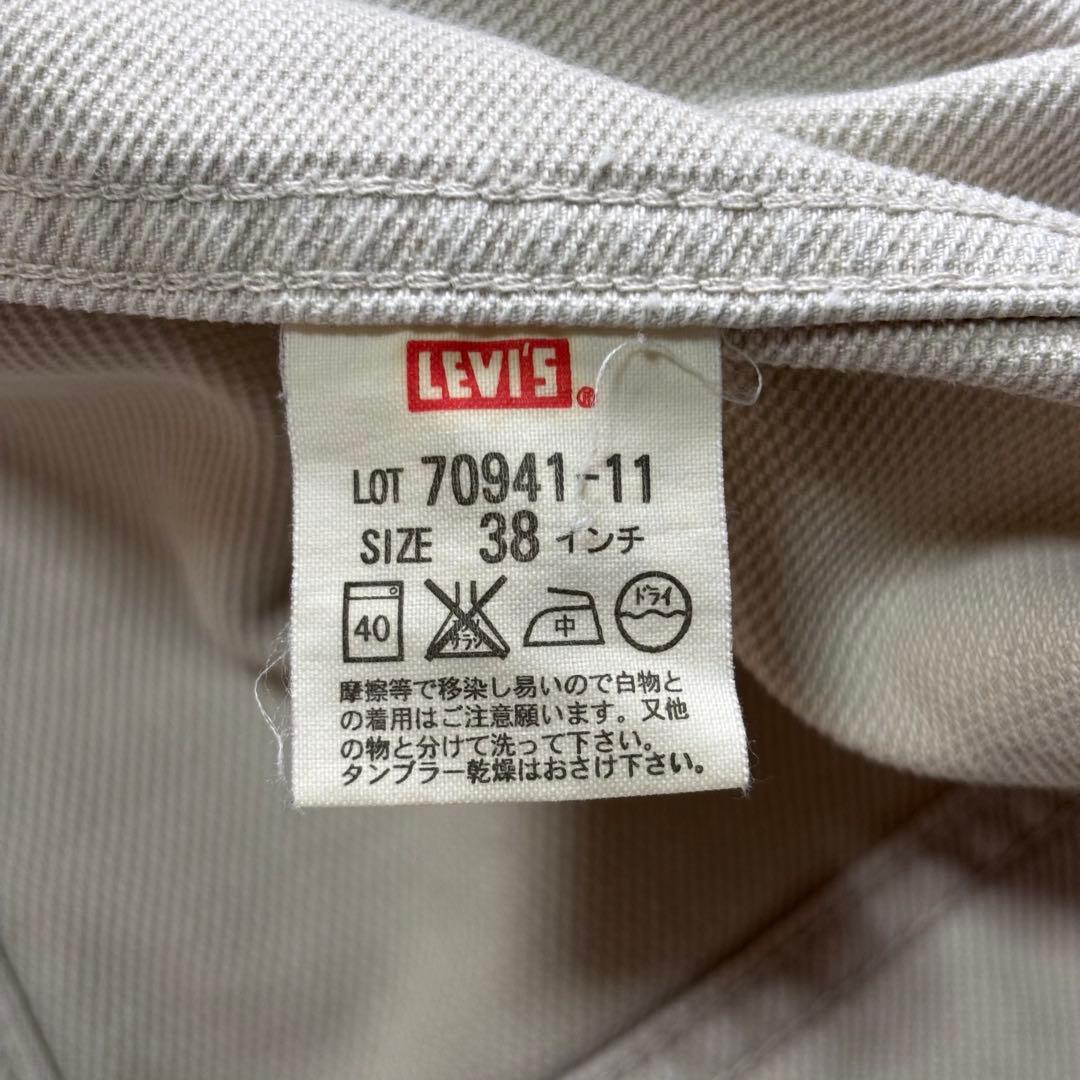 LEVI'S®
LOT 70941-11
SIZE 38 インチ
40 中 ドライ
摩擦等で移染し易いので白物と
の着用はご注意願います。又他
の物と分けて洗って下さい。
タンブラー乾燥はおさけ下さい。